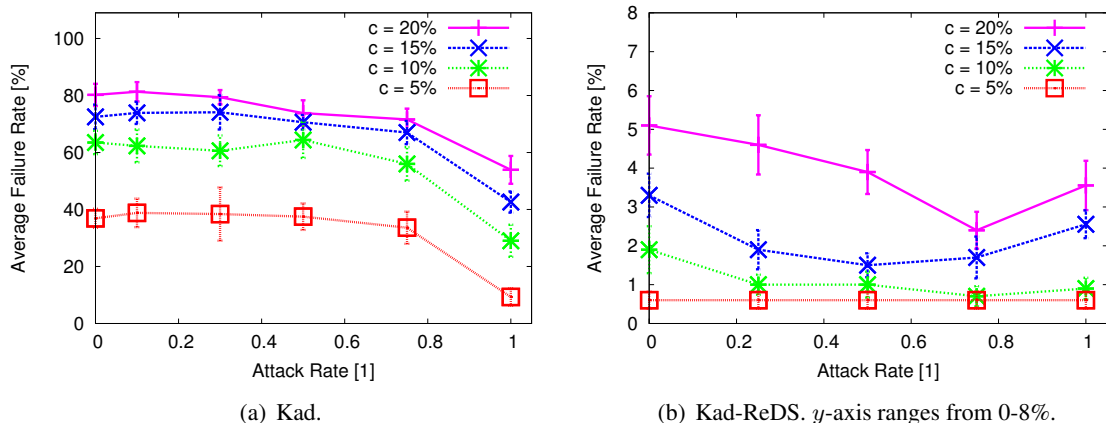 Average Failure Rate [%]
100
80
60
40
20
0
0 0.2 0.4 0.6 0.8 1
Attack Rate [1]
c = 20%
c = 15%
c = 10%
c = 5%
(a) Kad.
Average Failure Rate [%]
8
7
6
5
4
3
2
1
0
0 0.2 0.4 0.6 0.8 1
Attack Rate [1]
c = 20%
c = 15%
c = 10%
c = 5%
(b) Kad-ReDS. y-axis ranges from 0-8%.